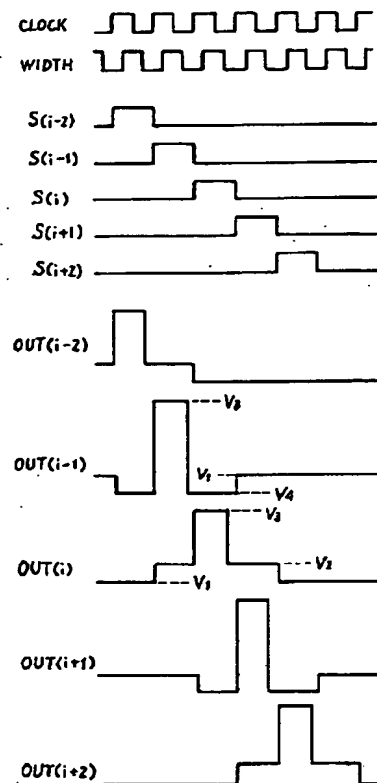 CLOCK
WIDTH
S(i-2)
S(i-1)
S(i)
S(i+1)
S(i+2)
OUT(i-2)
V3
OUT(i-1)
V1
V4
V3
OUT(i)
V2
V1
OUT(i+1)
OUT(i+2)